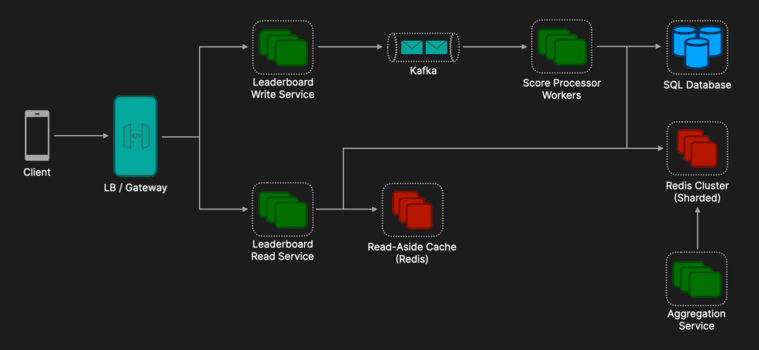 Leaderboard
Write Service
Kafka
Score Processor
Workers
SQL Database
Client
LB / Gateway
Redis Cluster
(Sharded)
Leaderboard
Read Service
Read-Aside Cache
(Redis)
Aggregation
Service